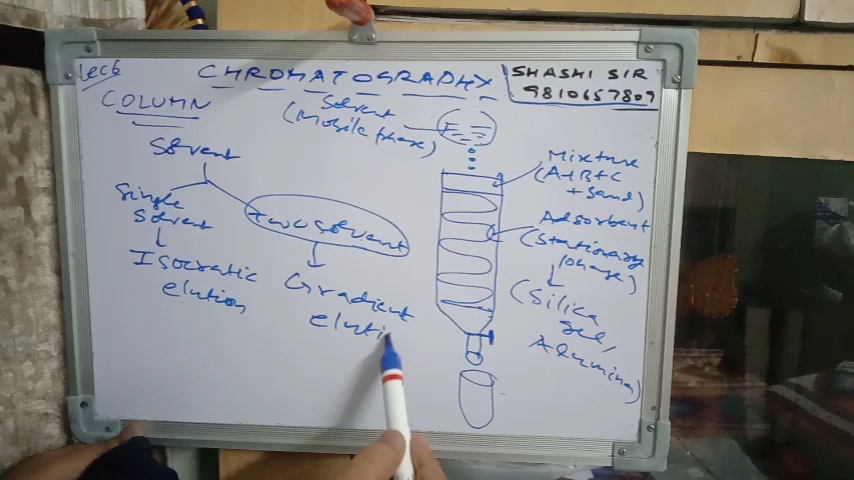 Lec6
CHROMATOGRAPHY
SHASHI SIR
9810657809
COLUMN
Solvent
(Mobile phase)
Solvent
Single
solvent
Two solvent
Isocratic
elution
Gradient
eluti
Mixture
(A+B+C
+ Sand)
Adsorbent
(Stationary
phase)
(Silica
gel,
Alumina)